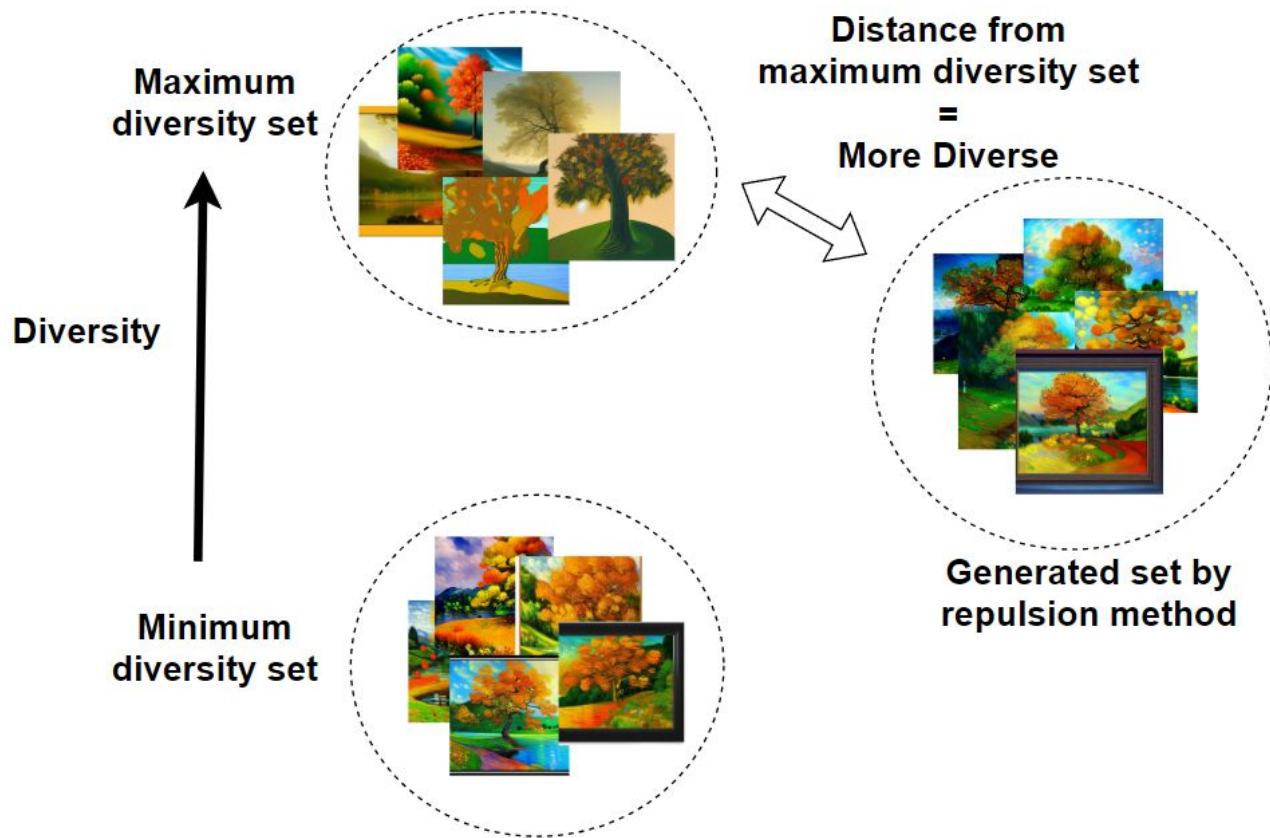 Maximum
diversity set
Distance from
maximum diversity set
=
More Diverse
Diversity
Minimum
diversity set
Generated set by
repulsion method